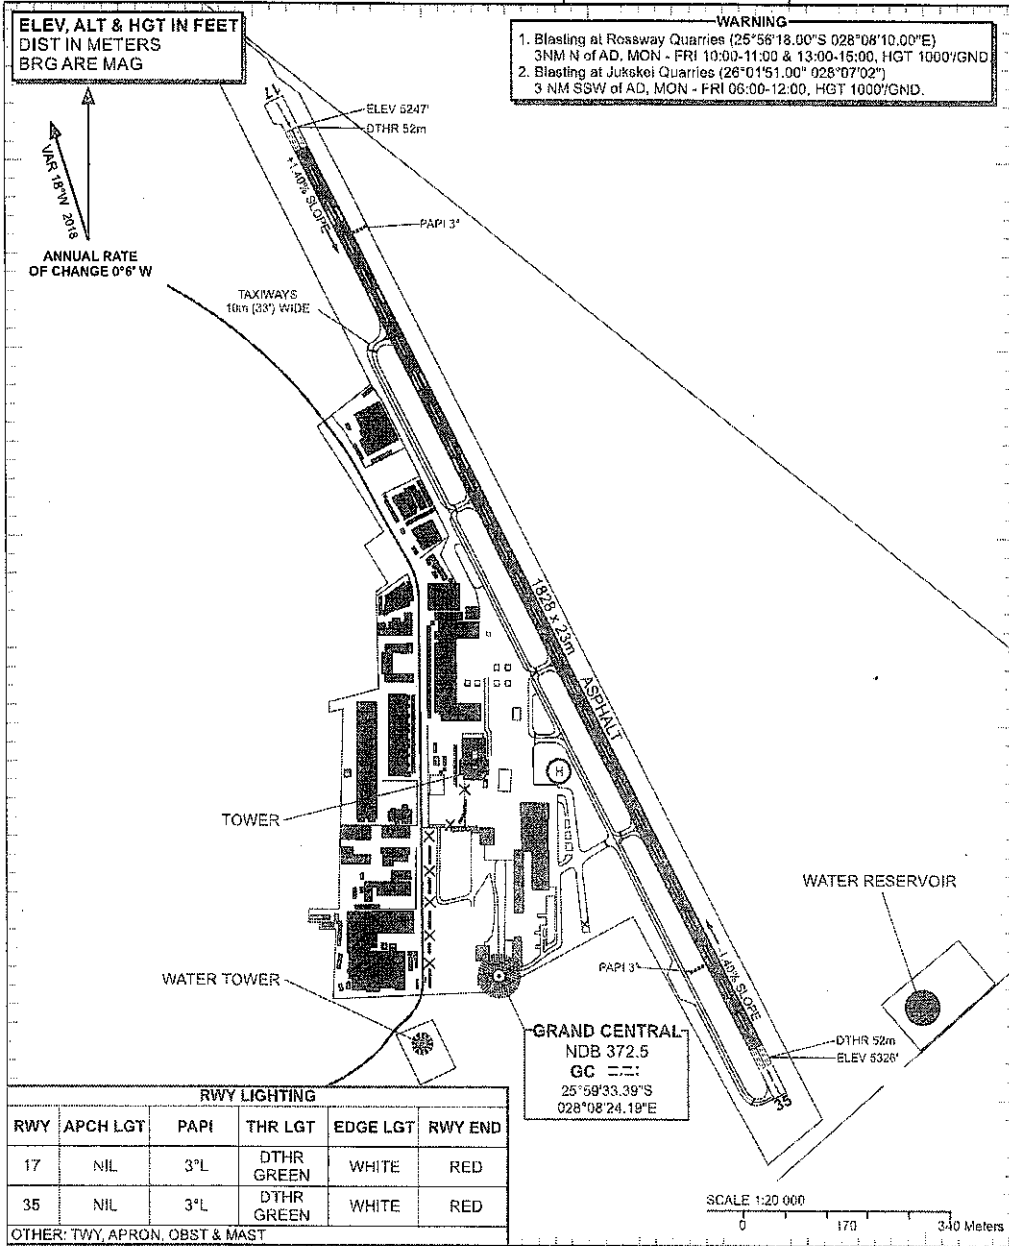 ELEV, ALT & HGT IN FEET
DIST IN METERS
BRG ARE MAG
WARNING
1. Blasting at Rossway Quarries (25°56'18.00"S 028°08'10.00"E)
3NM N of AD, MON - FRI 10:00-11:00 & 13:00-15:00, HGT 1000'/GND
2. Blasting at Jukskei Quarries (26°01'51.00" 028°07'02")
3 NM SSW of AD, MON - FRI 06:00-12:00, HGT 1000'/GND.
17
ELEV 5247'
DTHR 52m
+1.40% SLOPE
VAR 18°W 2018
PAPI 3°
ANNUAL RATE
OF CHANGE 0°6' W
TAXIWAYS
10m (33') WIDE
1828 x 23m
ASPHALT
H
TOWER
WATER RESERVOIR
PAPI 3°
-1.40% SLOPE
WATER TOWER
GRAND CENTRAL
NDB 372.5
GC
25°59'33.39"S
028°08'24.19"E
DTHR 52m
ELEV 5326'
35
RWY LIGHTING
RWY APCH LGT PAPI THR LGT EDGE LGT RWY END
17 NIL 3°L DTHR GREEN WHITE RED
35 NIL 3°L DTHR GREEN WHITE RED
OTHER: TWY, APRON, OBST & MAST
SCALE 1:20 000
0 170 340 Meters